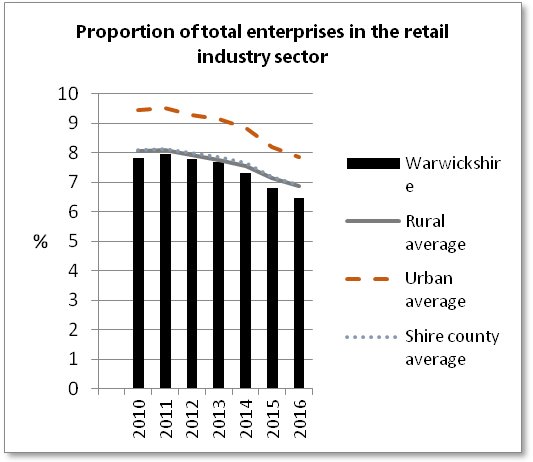 Proportion of total enterprises in the retail
industry sector
10
9
8
7
6
5
4
3
2
1
0
%
2010
2011
2012
2013
2014
2015
2016
Warwickshir
e
Rural
average
Urban
average
Shire county
average